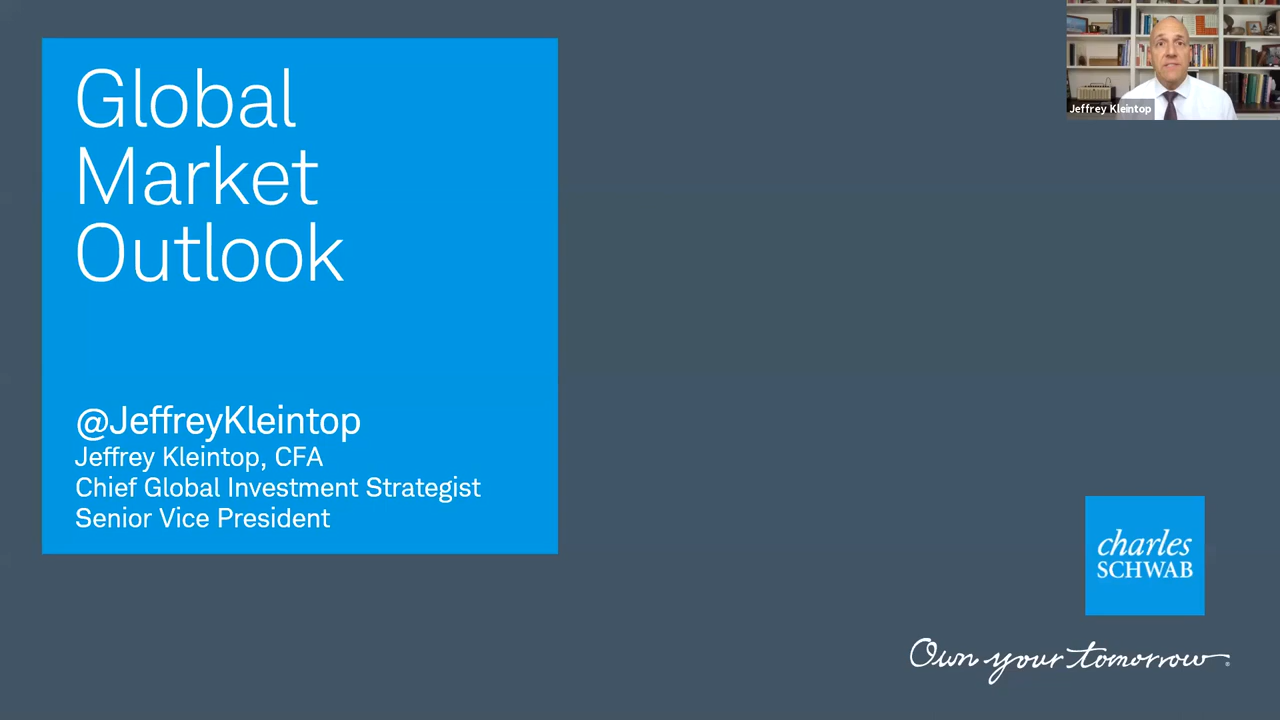 Global
Market
Outlook
@JeffreyKleintop
Jeffrey Kleintop, CFA
Chief Global Investment Strategist
Senior Vice President
Jeffrey Kleintop
charles
SCHWAB
Own your tomorrow